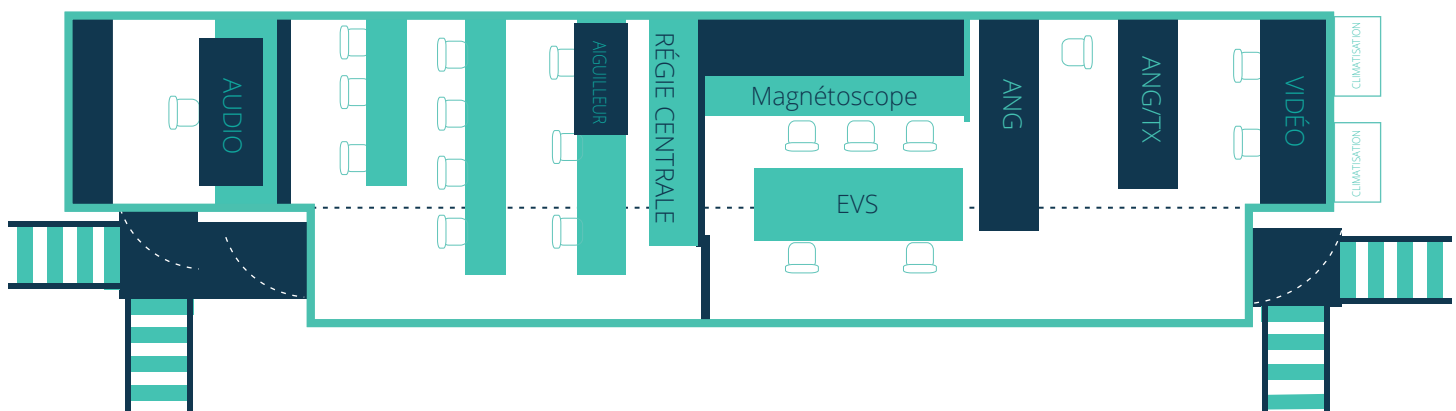 AUDIO
AIGUILLEUR
RÉGIE CENTRALE
Magnétoscope
EVS
ANG
ANG/TX
VIDÉO
CLIMATISATION
CLIMATISATION